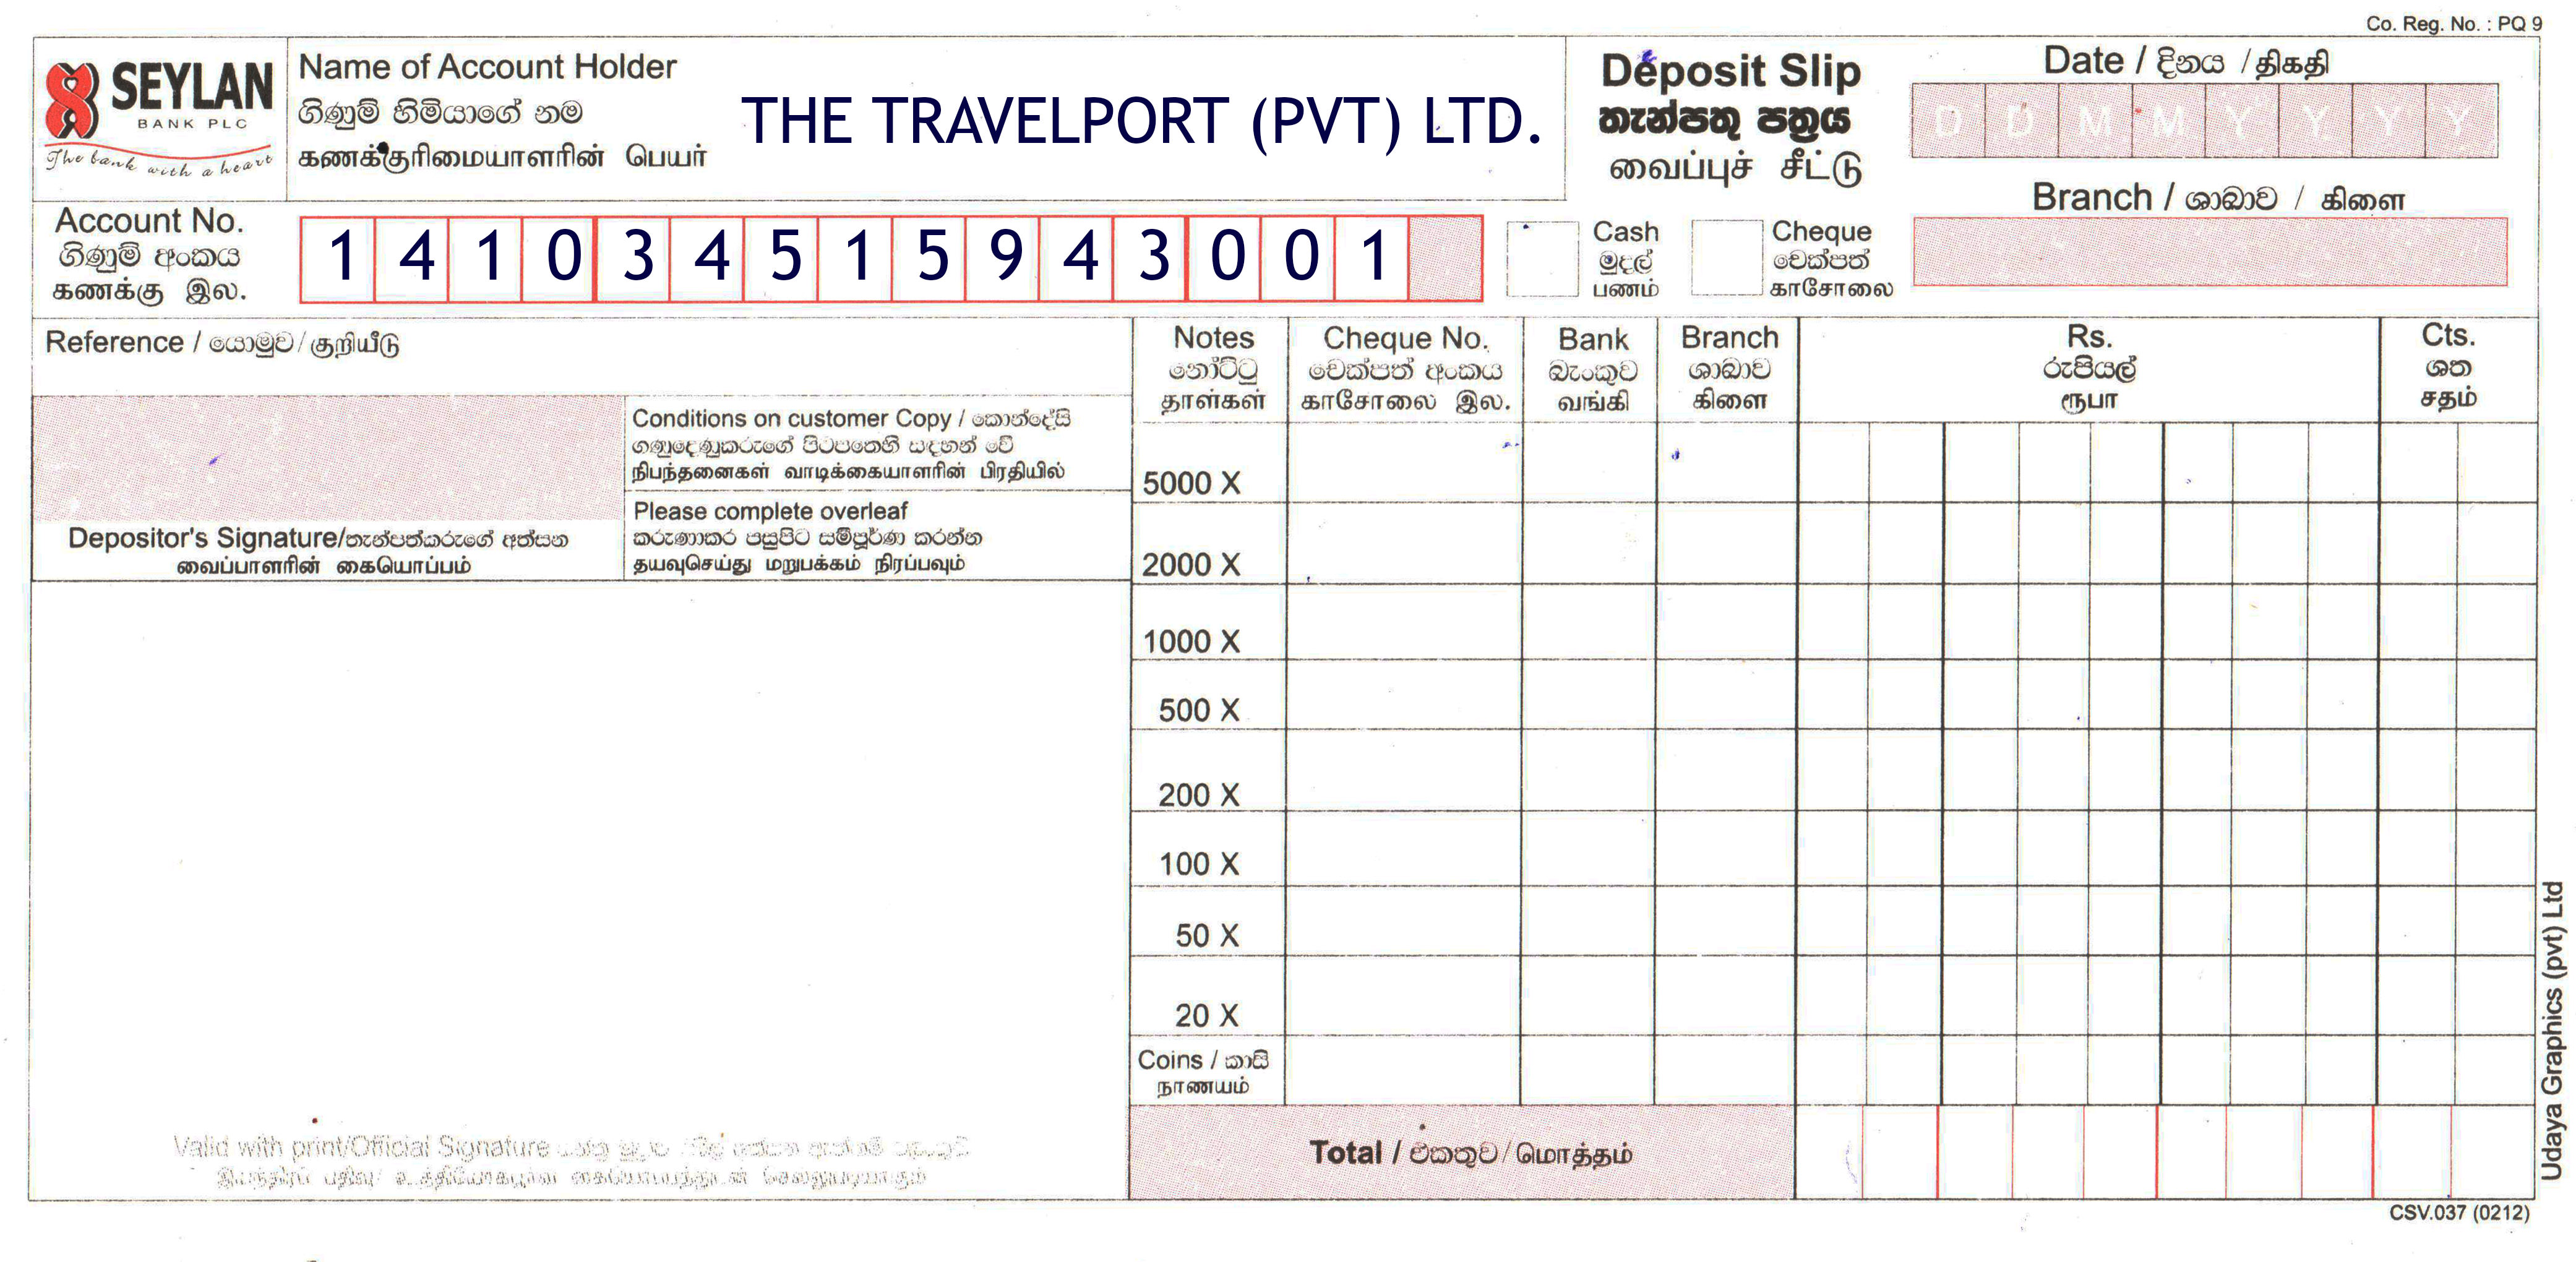 Co. Reg. No. : PQ 9
SEYLAN
BANK PLC
The bank with a heart
Name of Account Holder
ගිණුම් හිමියාගේ නම
கணக்குரிமையாளரின் பெயர்
THE TRAVELPORT (PVT) LTD.
Deposit Slip
තැන්පතු පත්‍රය
வைப்புச் சீட்டு
Date / දිනය / திகதி
D D M M Y Y Y Y
Branch / ශාඛාව / கிளை
Account No.
ගිණුම් අංකය
கணக்கு இல.
1 4 1 0 3 4 5 1 5 9 4 3 0 0 1
Cash
මුදල්
பணம்
Cheque
චෙක්පත්
காசோலை
Reference / යොමුව / குறியீடு
Conditions on customer Copy / කොන්දේසි
ගණුදෙණුකරුගේ පිටපතෙහි සදහන් වේ
நிபந்தனைகள் வாடிக்கையாளரின் பிரதியில்
Please complete overleaf
කරුණාකර පසුපිට සම්පූර්ණ කරන්න
தயவுசெய்து மறுபக்கம் நிரப்பவும்
Depositor's Signature/තැන්පත්කරුගේ අත්සන
வைப்பாளரின் கையொப்பம்
Notes
නෝට්ටු
தாள்கள்
Cheque No.
චෙක්පත් අංකය
காசோலை இல.
Bank
බැංකුව
வங்கி
Branch
ශාඛාව
கிளை
Rs.
රුපියල්
ரூபா
Cts.
ශත
சதம்
5000 X
2000 X
1000 X
500 X
200 X
100 X
50 X
20 X
Coins / කාසි
நாணயம்
Total / එකතුව / மொத்தம்
Valid with print/Official Signature
CSV.037 (0212)
Udaya Graphics (pvt) Ltd